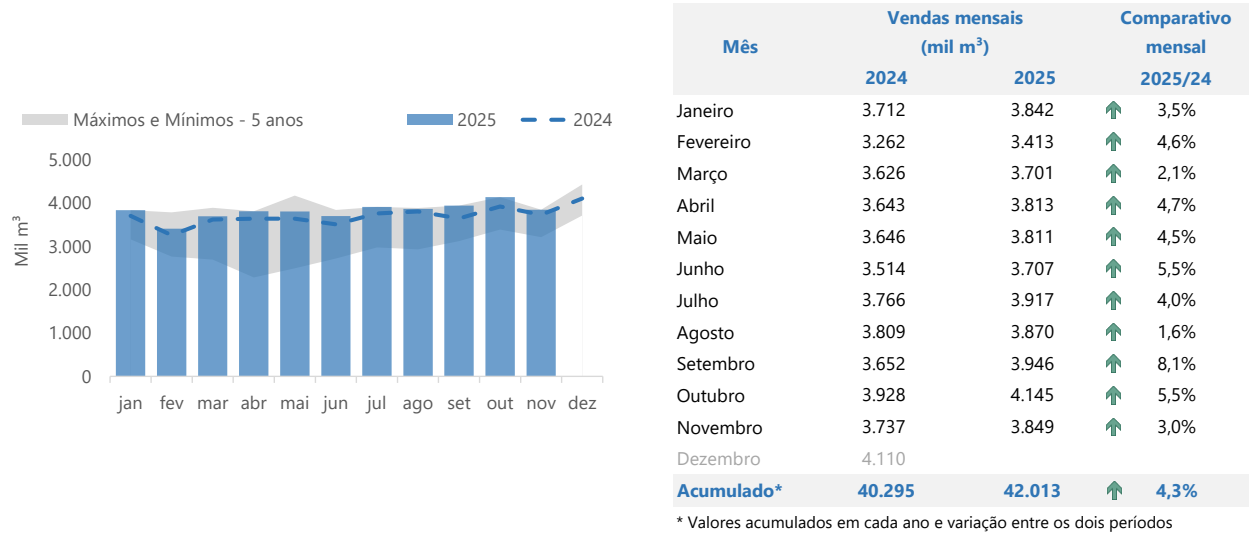 Máximos e Mínimos - 5 anos 2025 2024
Mil m³
5.000
4.000
3.000
2.000
1.000
0
jan fev mar abr mai jun jul ago set out nov dez
Mês Vendas mensais (mil m³) Comparativo mensal
2024 2025 2025/24
Janeiro 3.712 3.842 3,5%
Fevereiro 3.262 3.413 4,6%
Março 3.626 3.701 2,1%
Abril 3.643 3.813 4,7%
Maio 3.646 3.811 4,5%
Junho 3.514 3.707 5,5%
Julho 3.766 3.917 4,0%
Agosto 3.809 3.870 1,6%
Setembro 3.652 3.946 8,1%
Outubro 3.928 4.145 5,5%
Novembro 3.737 3.849 3,0%
Dezembro 4.110
Acumulado* 40.295 42.013 4,3%
* Valores acumulados em cada ano e variação entre os dois períodos